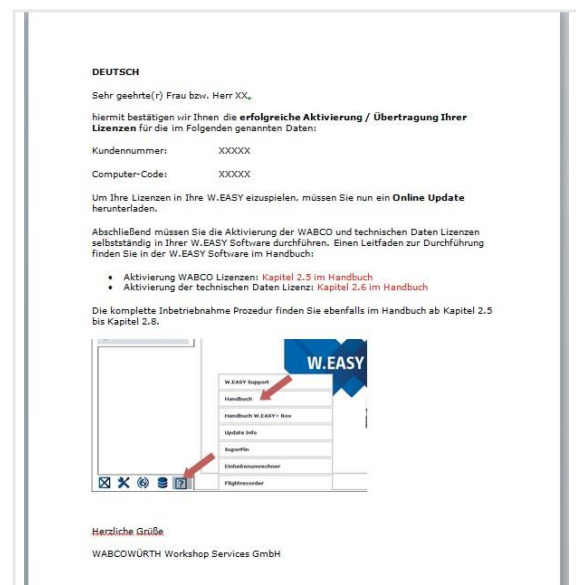 DEUTSCH
Sehr geehrte(r) Frau bzw. Herr XX,
hiermit bestätigen wir Ihnen die erfolgreiche Aktivierung / Übertragung Ihrer
Lizenzen für die im Folgenden genannten Daten:
Kundennummer: XXXXX
Computer-Code: XXXXX
Um Ihre Lizenzen in Ihre W.EASY eizuspielen, müssen Sie nun ein Online Update
herunterladen.
Abschließend müssen Sie die Aktivierung der WABCO und technischen Daten Lizenzen
selbstständig in Ihrer W.EASY Software durchführen. Einen Leitfaden zur Durchführung
finden Sie in der W.EASY Software im Handbuch:
• Aktivierung WABCO Lizenzen: Kapitel 2.5 im Handbuch
• Aktivierung der technischen Daten Lizenz: Kapitel 2.6 im Handbuch
Die komplette Inbetriebnahme Prozedur finden Sie ebenfalls im Handbuch ab Kapitel 2.5
bis Kapitel 2.8.
W.EASY
W.EASY Support
Handbuch
Handbuch W.EASY+ Box
Update Info
SuperPin
Einheitenumrechner
Flightrecorder
?
Herzliche Grüße
WABCOWÜRTH Workshop Services GmbH